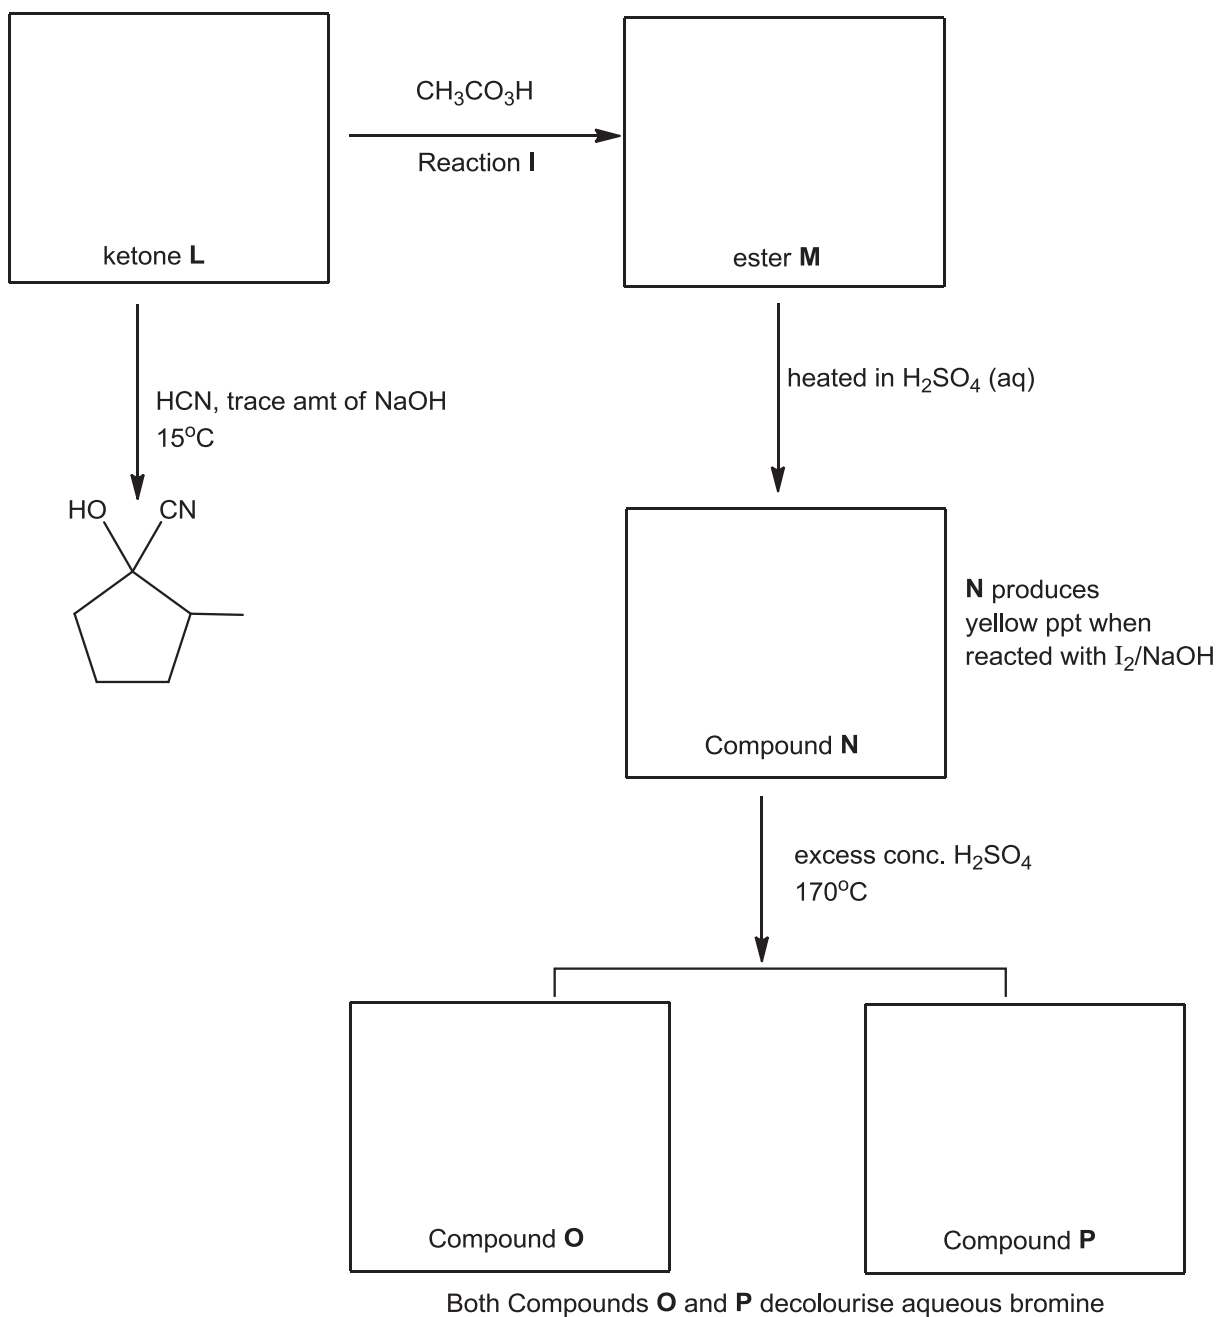 CH₃CO₃H
Reaction I
ketone L
ester M
heated in H₂SO₄ (aq)
HCN, trace amt of NaOH
15°C
HO CN
N produces
yellow ppt when
reacted with I₂/NaOH
Compound N
excess conc. H₂SO₄
170°C
Compound O
Compound P
Both Compounds O and P decolourise aqueous bromine